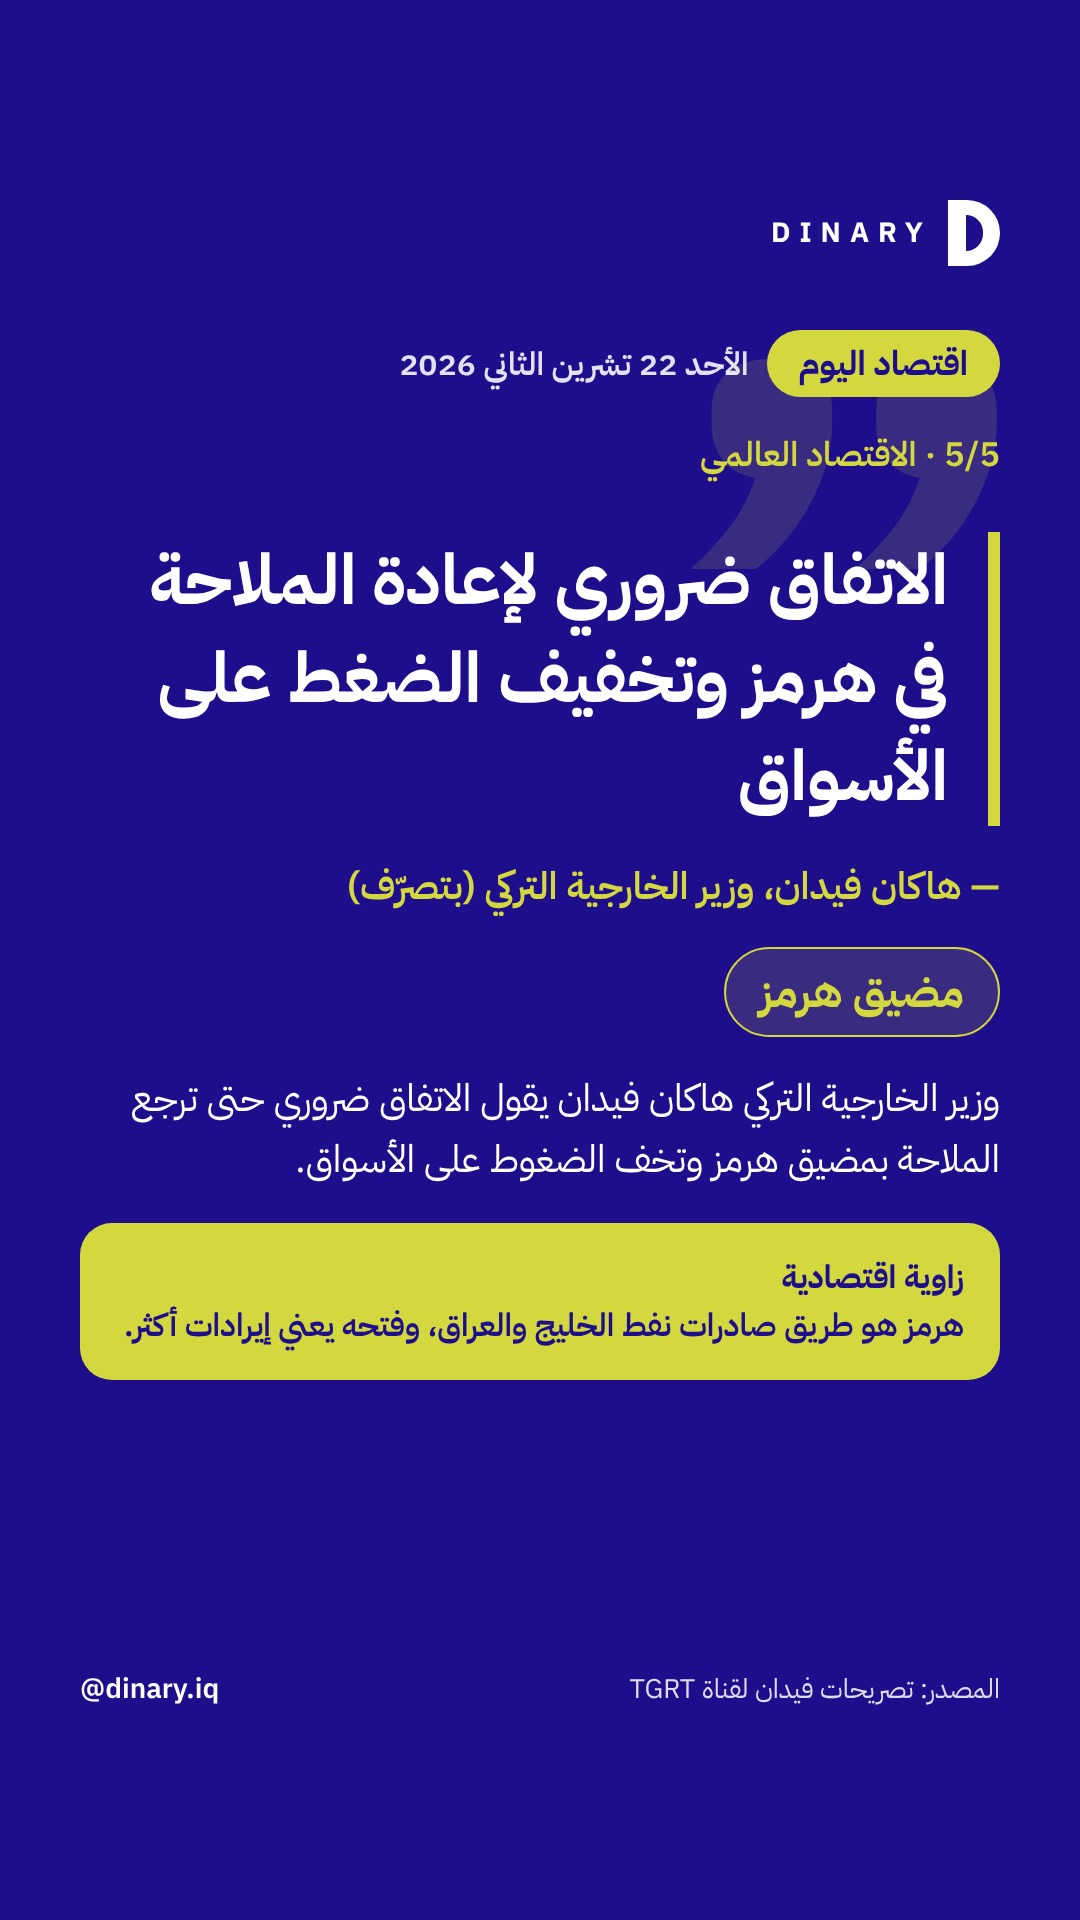 DINARY
اقتصاد اليوم الأحد 22 تشرين الثاني 2026
5/5 · الاقتصاد العالمي
الاتفاق ضروري لإعادة الملاحة
في هرمز وتخفيف الضغط على
الأسواق
— هاكان فيدان، وزير الخارجية التركي (بتصرّف)
مضيق هرمز
وزير الخارجية التركي هاكان فيدان يقول الاتفاق ضروري حتى ترجع
الملاحة بمضيق هرمز وتخف الضغوط على الأسواق.
زاوية اقتصادية
هرمز هو طريق صادرات نفط الخليج والعراق، وفتحه يعني إيرادات أكثر.
المصدر: تصريحات فيدان لقناة TGRT
@dinary.iq